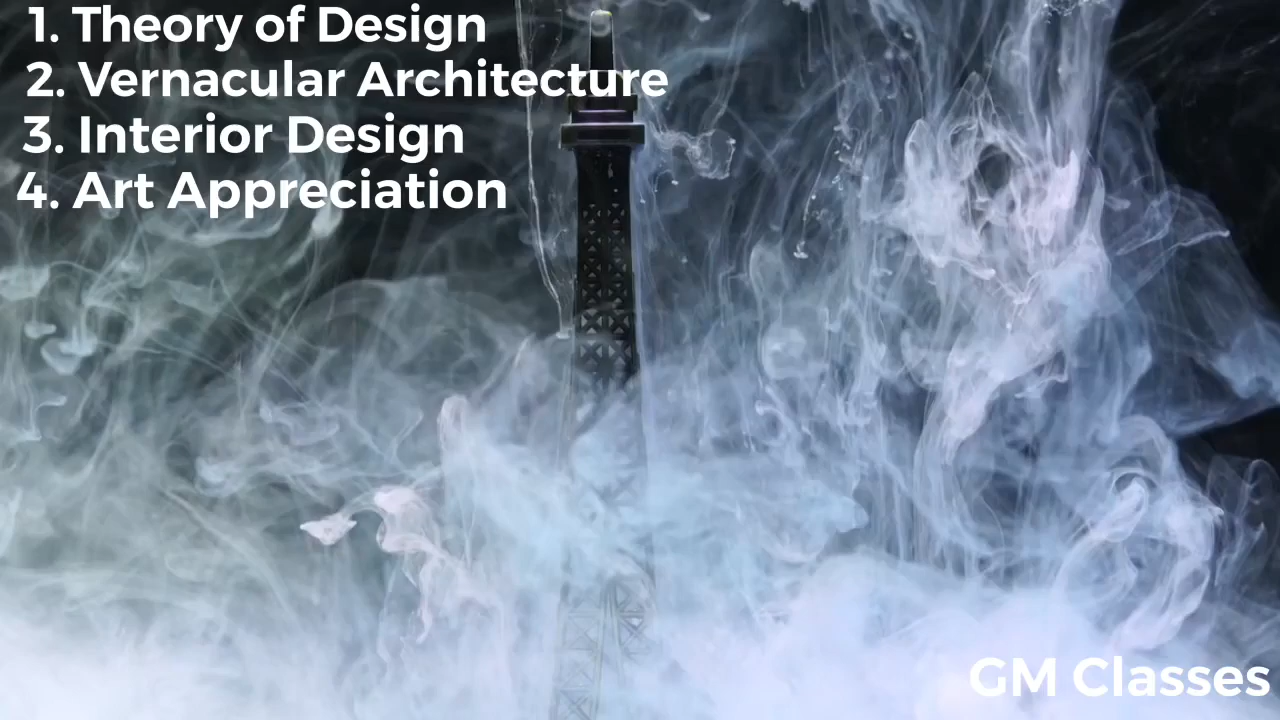 1. Theory of Design
2. Vernacular Architecture
3. Interior Design
4. Art Appreciation
GM Classes